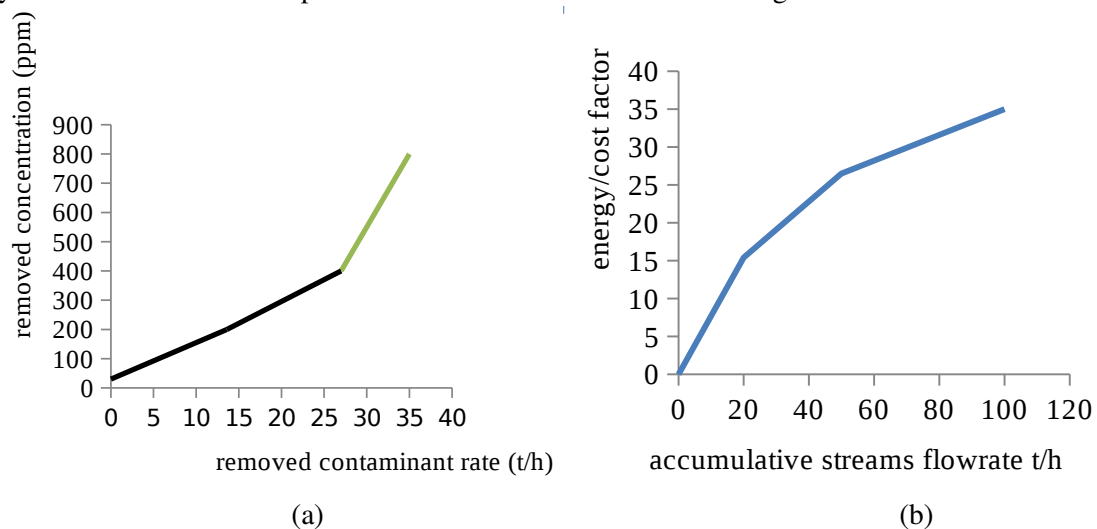 removed concentration (ppm)
900
800
700
600
500
400
300
200
100
0
0 5 10 15 20 25 30 35 40
removed contaminant rate (t/h)
(a)
energy/cost factor
40
35
30
25
20
15
10
5
0
0 20 40 60 80 100 120
accumulative streams flowrate t/h
(b)